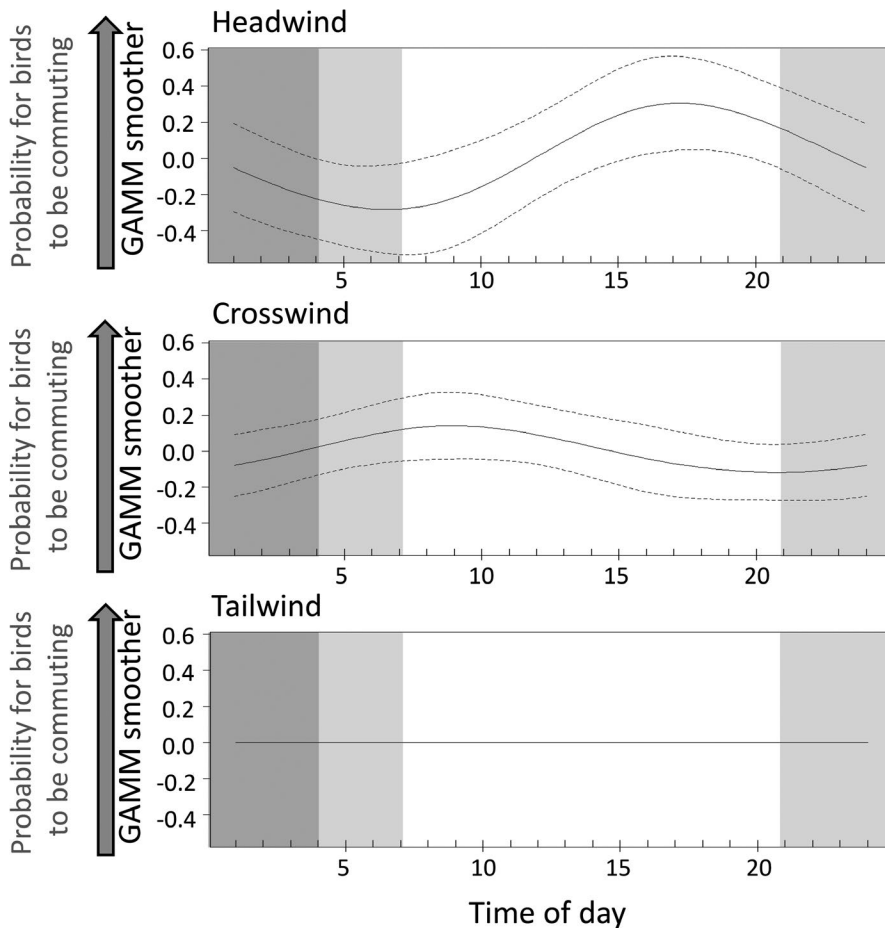 Headwind
Probability for birds
to be commuting
GAMM smoother
0.6
0.4
0.2
0.0
-0.2
-0.4
5
10
15
20
Crosswind
Probability for birds
to be commuting
GAMM smoother
0.6
0.4
0.2
0.0
-0.2
-0.4
5
10
15
20
Tailwind
Probability for birds
to be commuting
GAMM smoother
0.6
0.4
0.2
0.0
-0.2
-0.4
5
10
15
20
Time of day